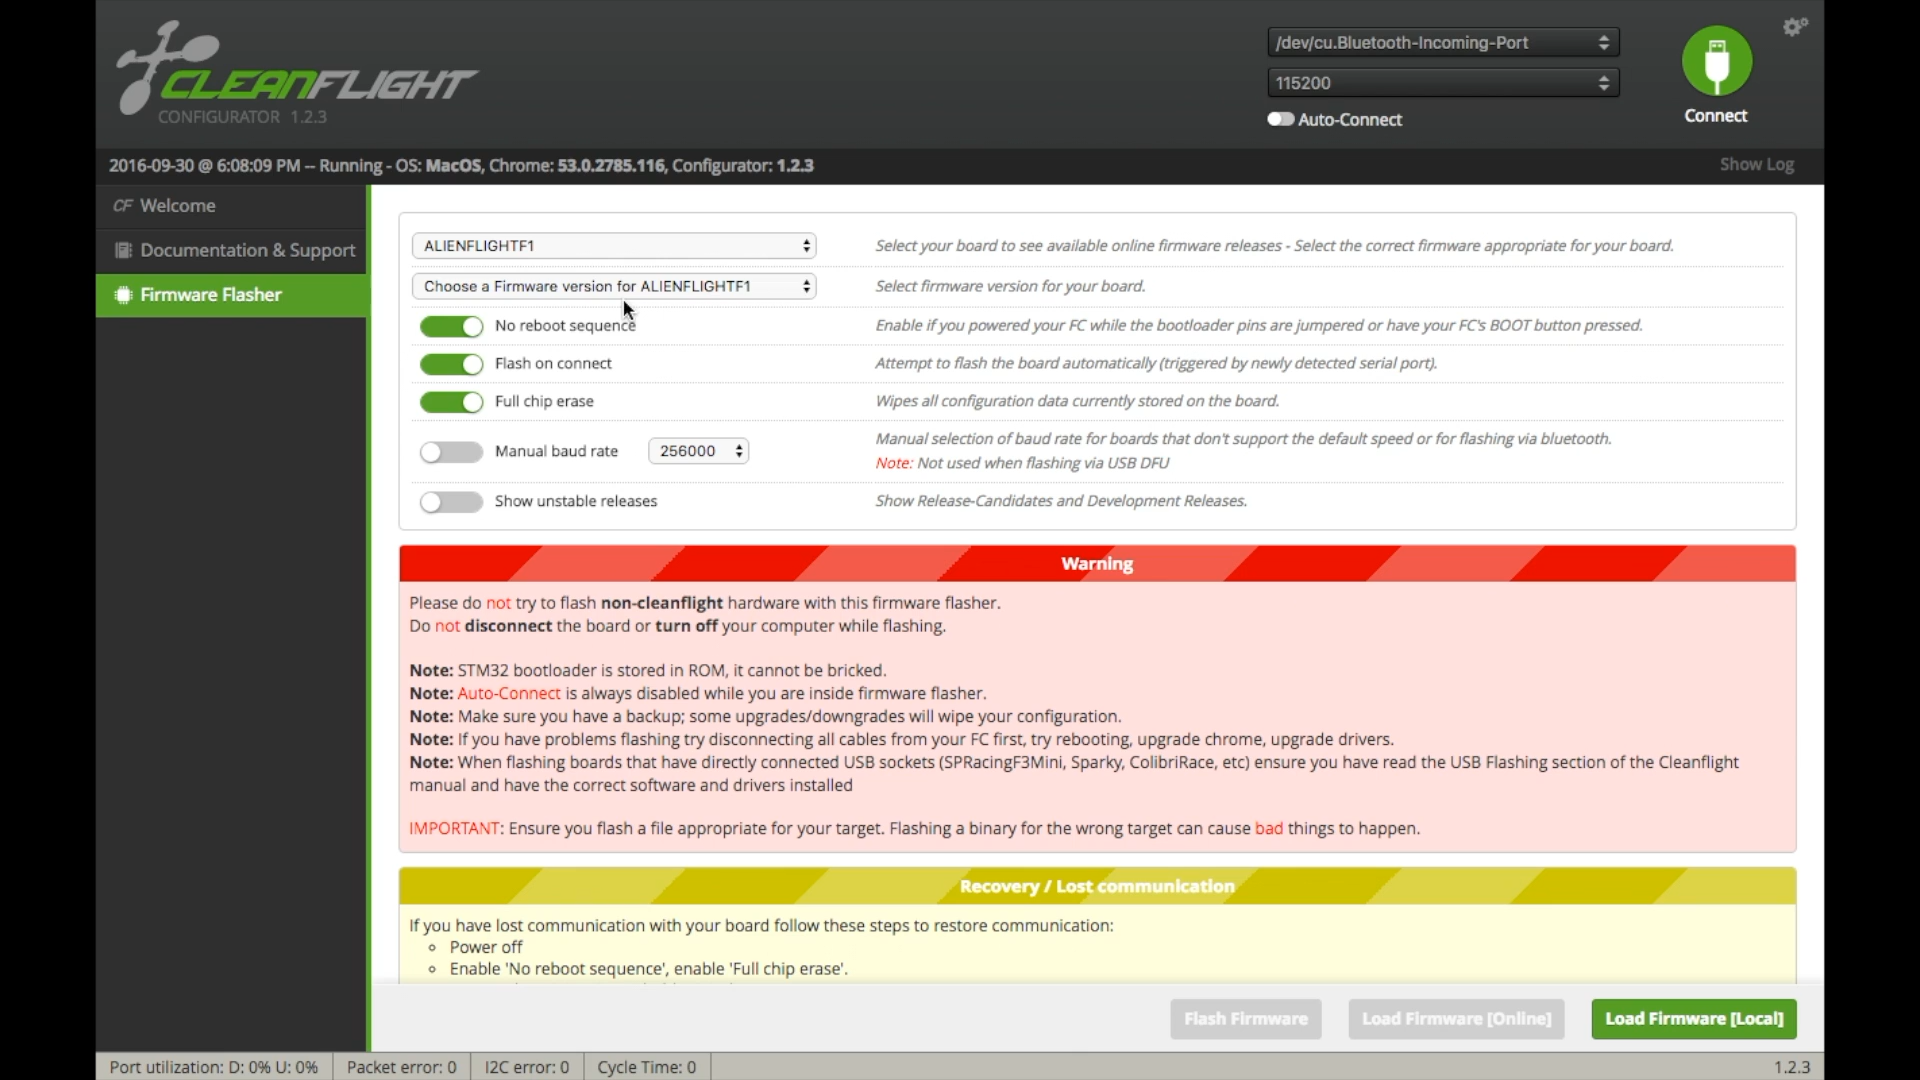 CLEANFLIGHT
CONFIGURATOR 1.2.3
/dev/cu.Bluetooth-Incoming-Port
115200
Auto-Connect
Connect
2016-09-30 @ 6:08:09 PM -- Running - OS: MacOS, Chrome: 53.0.2785.116, Configurator: 1.2.3
Show Log
CF Welcome
Documentation & Support
Firmware Flasher
ALIENFLIGHTF1
Select your board to see available online firmware releases - Select the correct firmware appropriate for your board.
Choose a Firmware version for ALIENFLIGHTF1
Select firmware version for your board.
No reboot sequence
Enable if you powered your FC while the bootloader pins are jumpered or have your FC's BOOT button pressed.
Flash on connect
Attempt to flash the board automatically (triggered by newly detected serial port).
Full chip erase
Wipes all configuration data currently stored on the board.
Manual baud rate
256000
Manual selection of baud rate for boards that don't support the default speed or for flashing via bluetooth.
Note: Not used when flashing via USB DFU
Show unstable releases
Show Release-Candidates and Development Releases.
Warning
Please do not try to flash non-cleanflight hardware with this firmware flasher.
Do not disconnect the board or turn off your computer while flashing.
Note: STM32 bootloader is stored in ROM, it cannot be bricked.
Note: Auto-Connect is always disabled while you are inside firmware flasher.
Note: Make sure you have a backup; some upgrades/downgrades will wipe your configuration.
Note: If you have problems flashing try disconnecting all cables from your FC first, try rebooting, upgrade chrome, upgrade drivers.
Note: When flashing boards that have directly connected USB sockets (SPRacingF3Mini, Sparky, ColibriRace, etc) ensure you have read the USB Flashing section of the Cleanflight
manual and have the correct software and drivers installed
IMPORTANT: Ensure you flash a file appropriate for your target. Flashing a binary for the wrong target can cause bad things to happen.
Recovery / Lost communication
If you have lost communication with your board follow these steps to restore communication:
Power off
Enable 'No reboot sequence', enable 'Full chip erase'.
Flash Firmware
Load Firmware [Online]
Load Firmware [Local]
Port utilization: D: 0% U: 0%
Packet error: 0
I2C error: 0
Cycle Time: 0
1.2.3